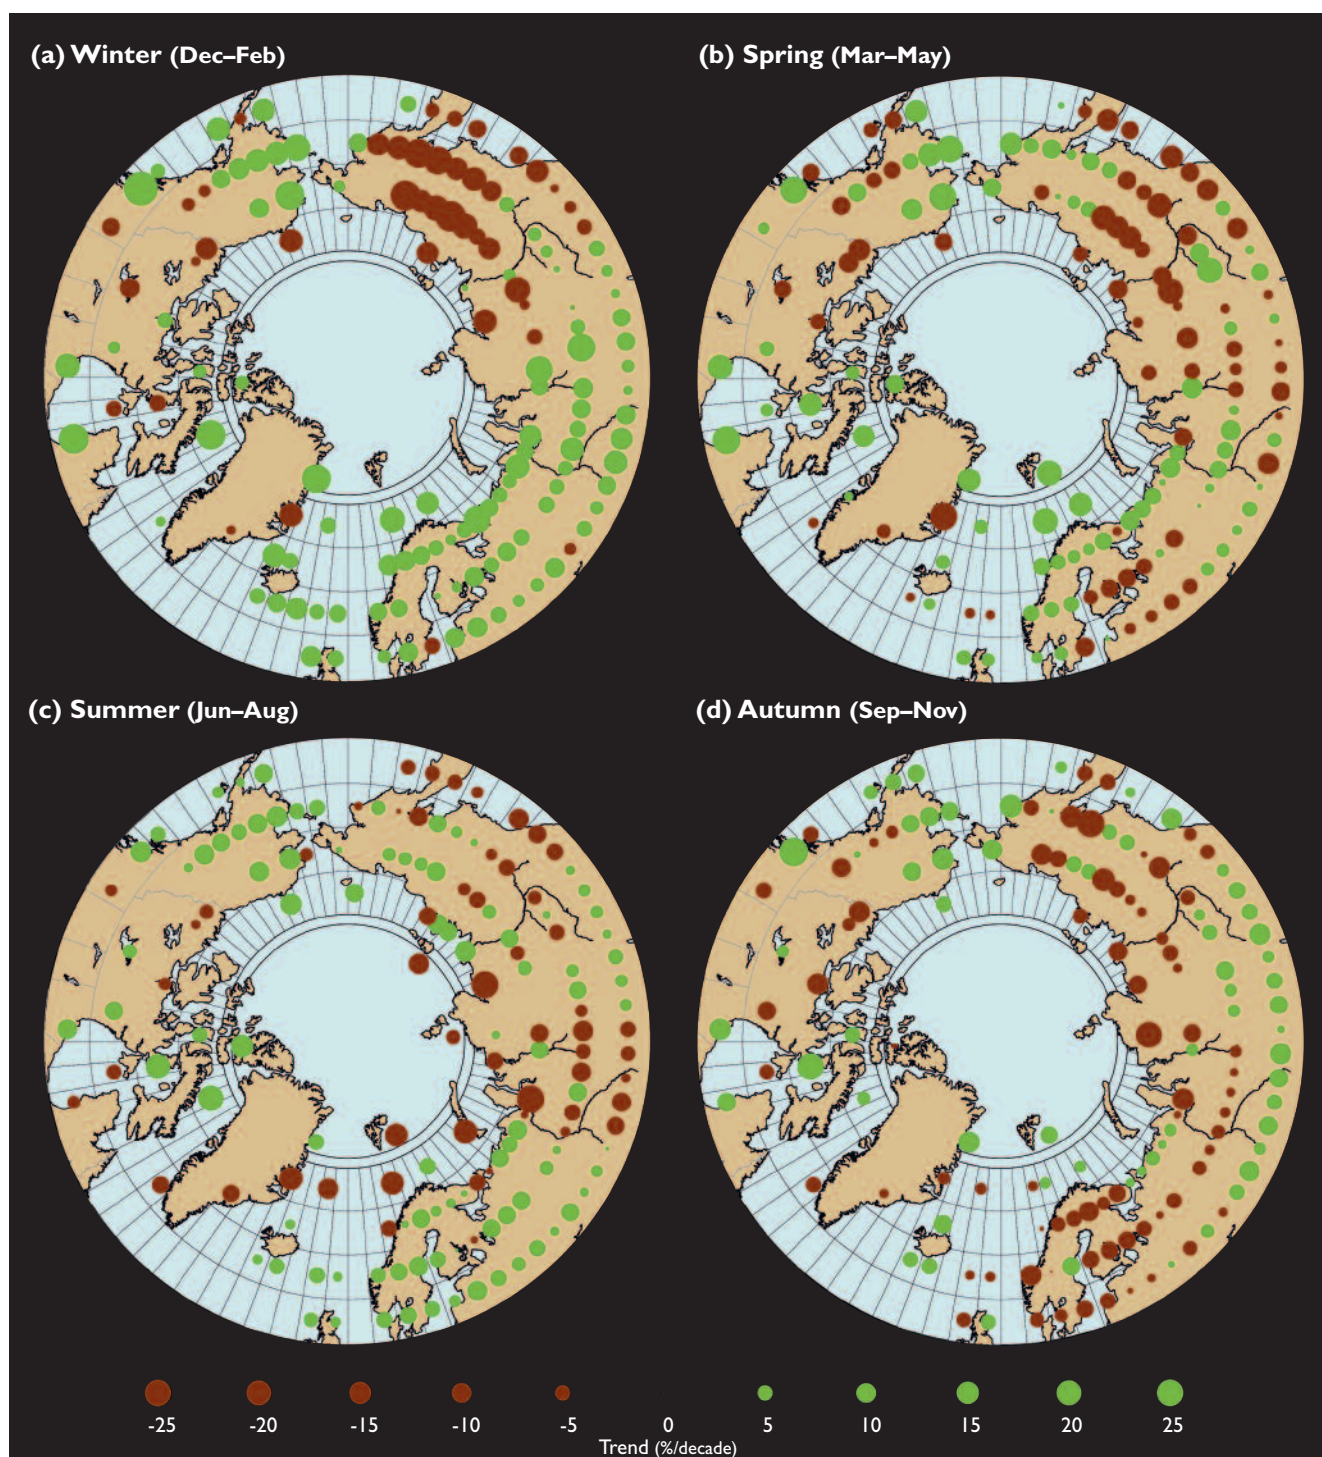 (a) Winter (Dec–Feb)
(b) Spring (Mar–May)
(c) Summer (Jun–Aug)
(d) Autumn (Sep–Nov)
-25 -20 -15 -10 -5 0 5 10 15 20 25
Trend (%/decade)